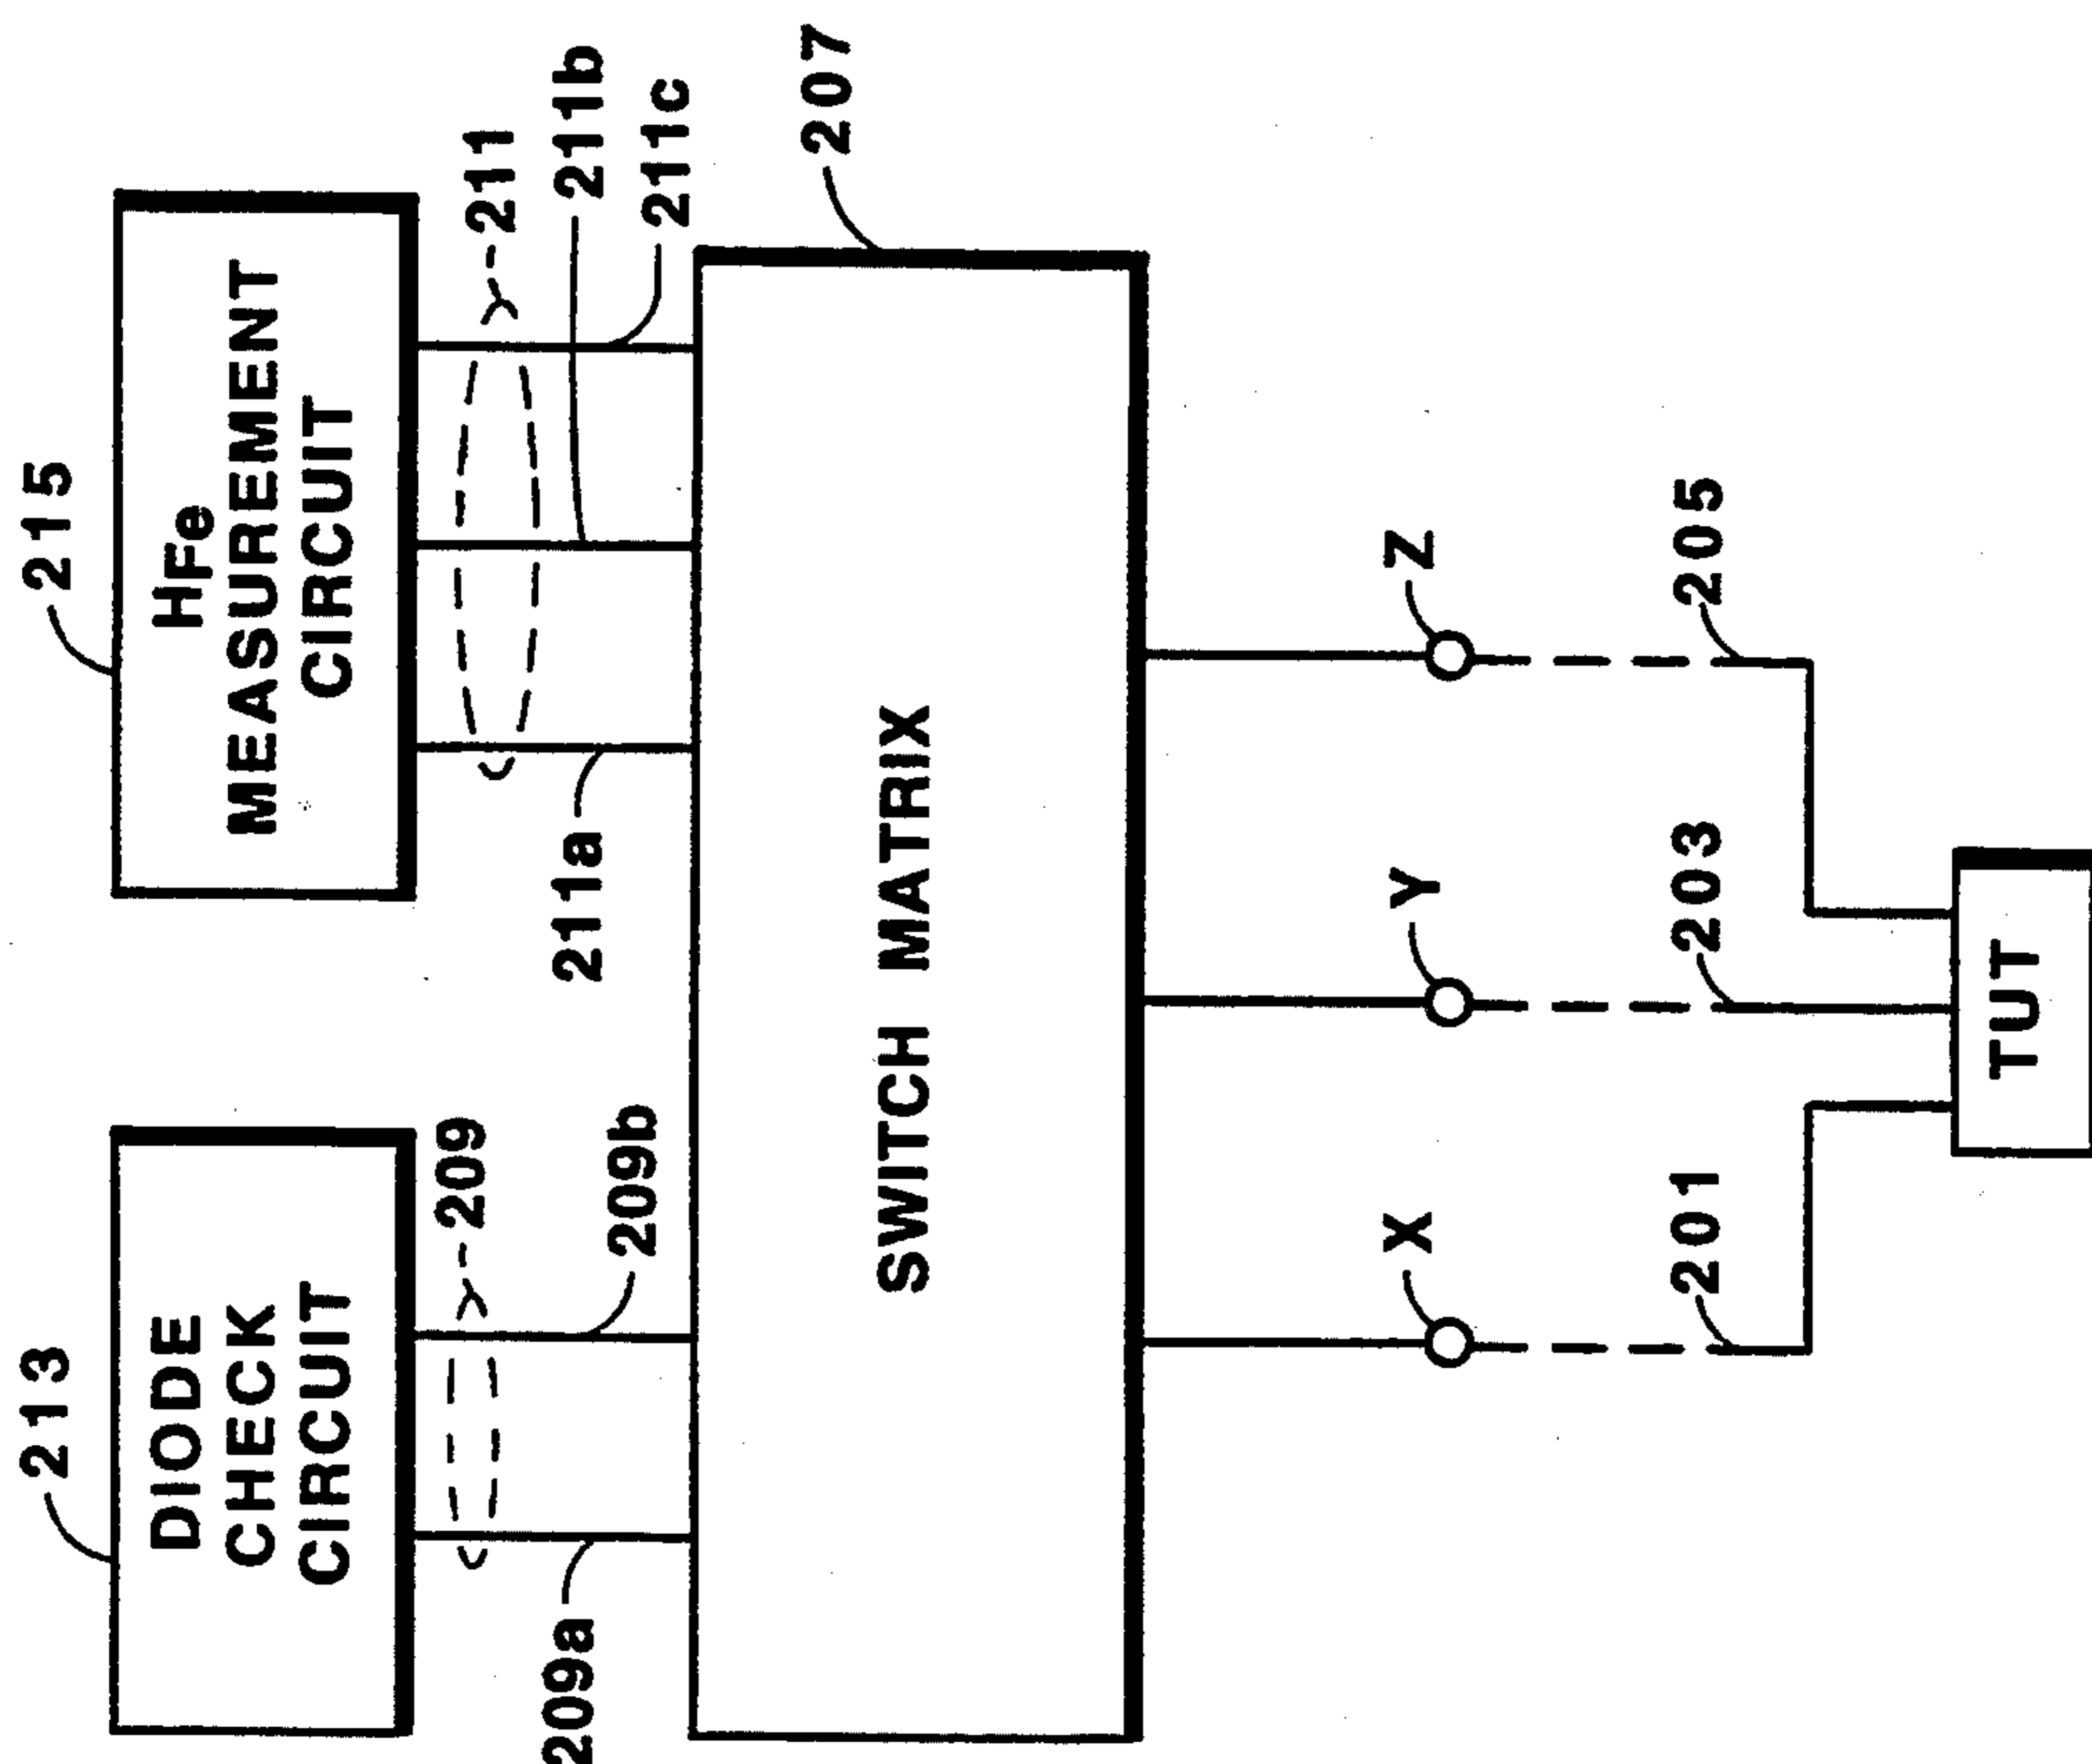 213
DIODE
CHECK
CIRCUIT
215
HFe
MEASUREMENT
CIRCUIT
209
209a
209b
211
211a
211b
211c
207
SWITCH MATRIX
X
Y
Z
201
203
205
TUT